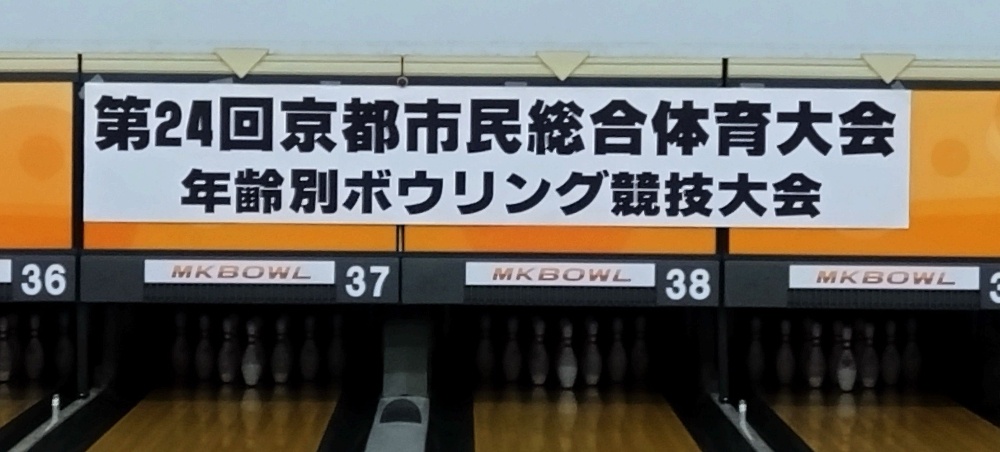 第24回京都市民総合体育大会
年齢別ボウリング競技大会
36 MKBOWL 37 MKBOWL 38 MKBOWL